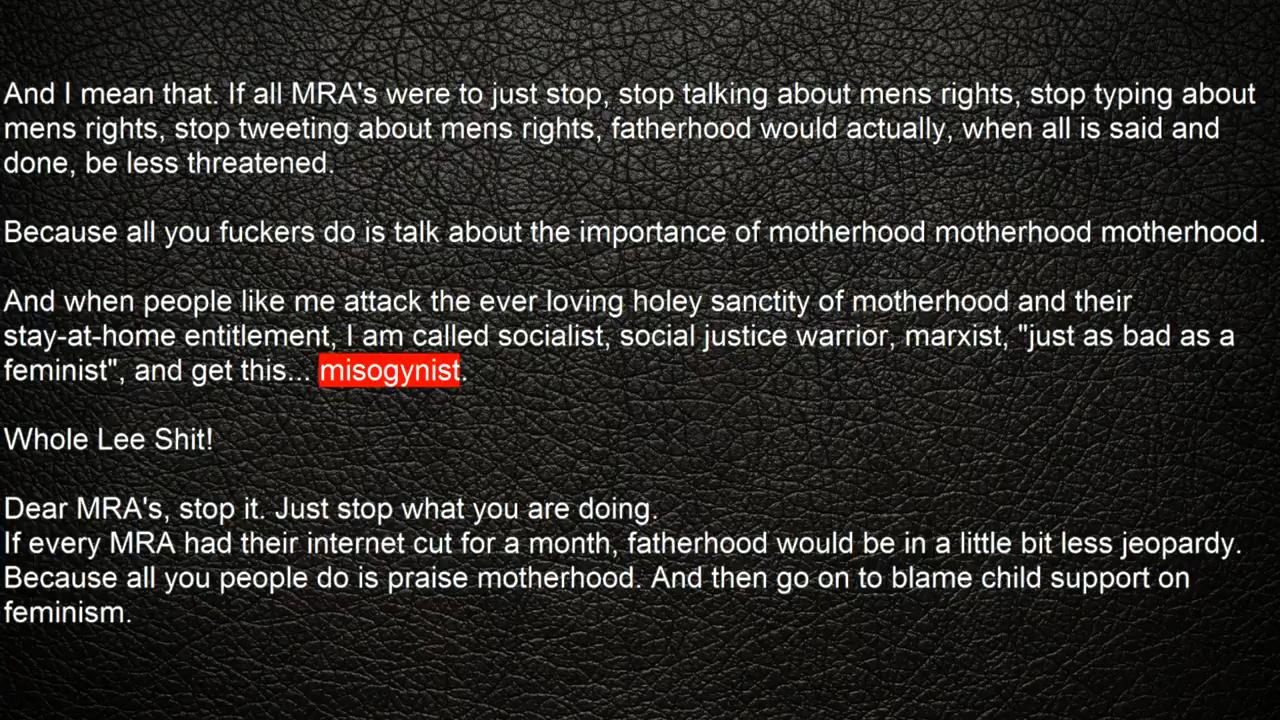 And I mean that. If all MRA's were to just stop, stop talking about mens rights, stop typing about
mens rights, stop tweeting about mens rights, fatherhood would actually, when all is said and
done, be less threatened.
Because all you fuckers do is talk about the importance of motherhood motherhood motherhood.
And when people like me attack the ever loving holey sanctity of motherhood and their
stay-at-home entitlement, I am called socialist, social justice warrior, marxist, "just as bad as a
feminist", and get this... misogynist.
Whole Lee Shit!
Dear MRA's, stop it. Just stop what you are doing.
If every MRA had their internet cut for a month, fatherhood would be in a little bit less jeopardy.
Because all you people do is praise motherhood. And then go on to blame child support on
feminism.